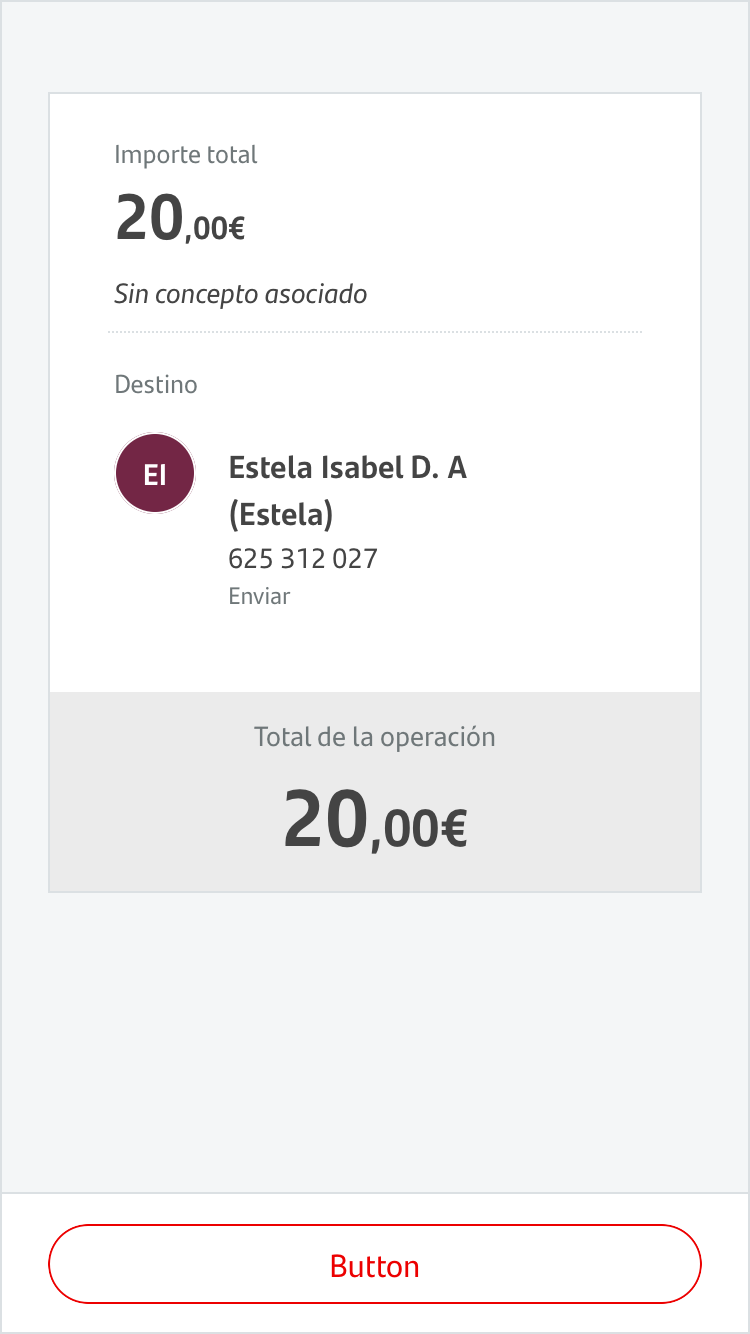 Importe total
20,00€
Sin concepto asociado
Destino
EI
Estela Isabel D. A
(Estela)
625 312 027
Enviar
Total de la operación
20,00€
Button